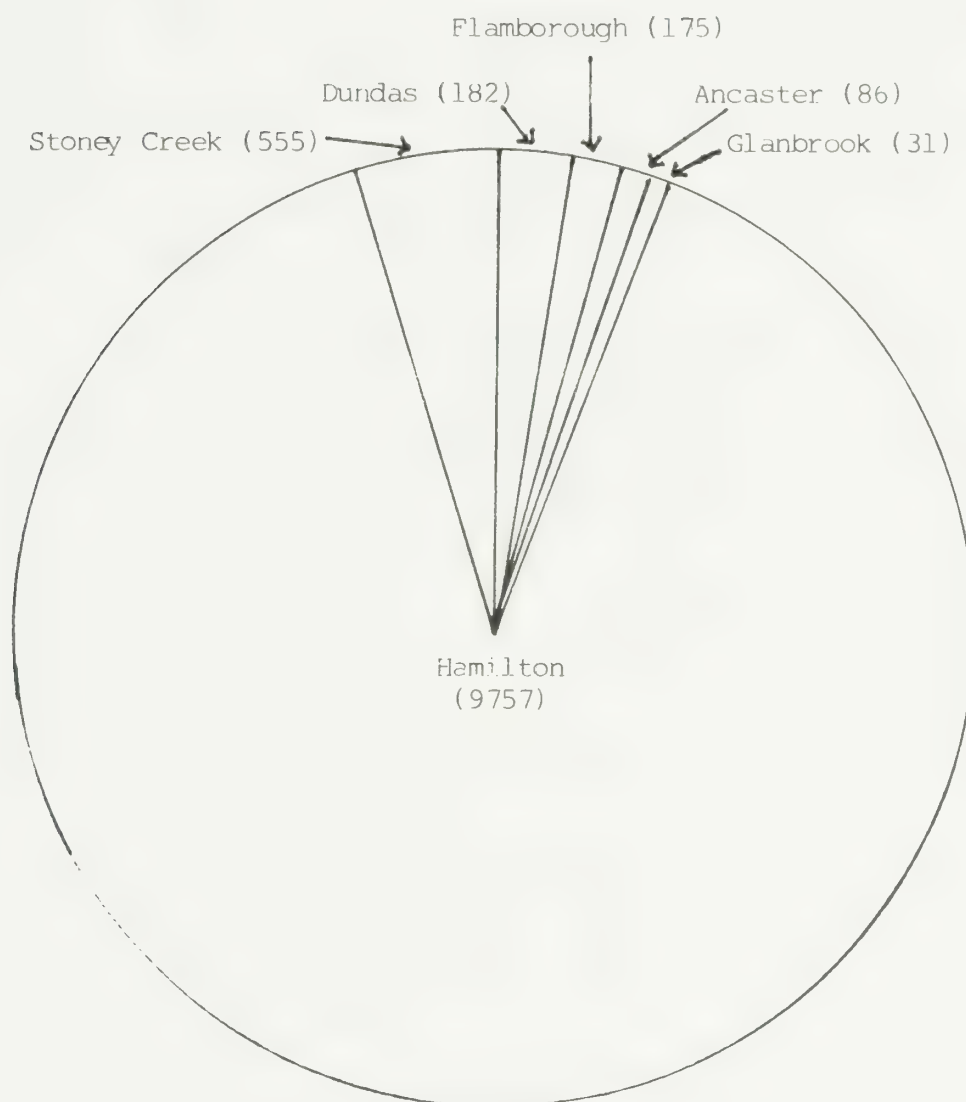 Flamborough (175)
Dundas (182)
Ancaster (86)
Stoney Creek (555)
Glanbrook (31)
Hamilton
(9757)